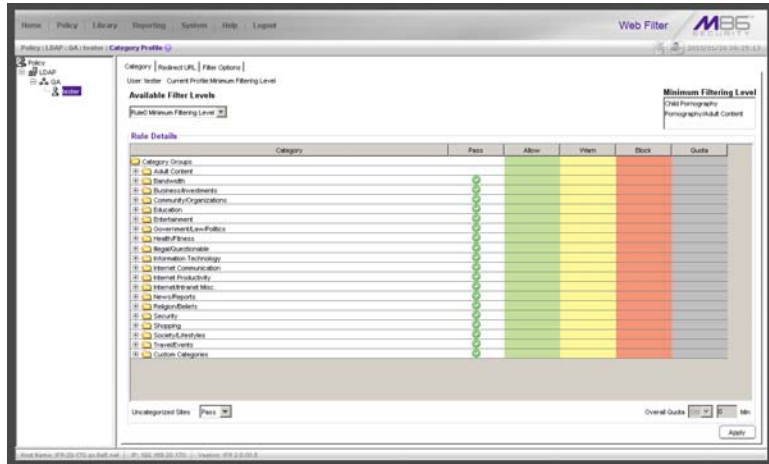 Home Policy Library Reporting System Help Logout
Web Filter
M86
SECURITY
Policy : LDAP : GA : tester : Category Profile
Policy
LDAP
GA
tester
Category Redirect URL Filter Options
User: tester Current Profile:Minimum Filtering Level
Available Filter Levels
Minimum Filtering Level
Rule0 Minimum Filtering Level
Child Pornography
Pornography/Adult Content
Rule Details
Category Pass Allow Warn Block Quota
Category Groups
Adult Content
Bandwidth
Business/Investments
Community/Organizations
Education
Entertainment
Government/Law/Politics
Health/Fitness
Illegal/Questionable
Information Technology
Internet Communication
Internet Productivity
Internet/Intranet Misc.
News/Reports
Religion/Beliefs
Security
Shopping
Society/Lifestyles
Travel/Events
Custom Categories
Uncategorized Sites Pass
Overall Quota 0 Min
Apply